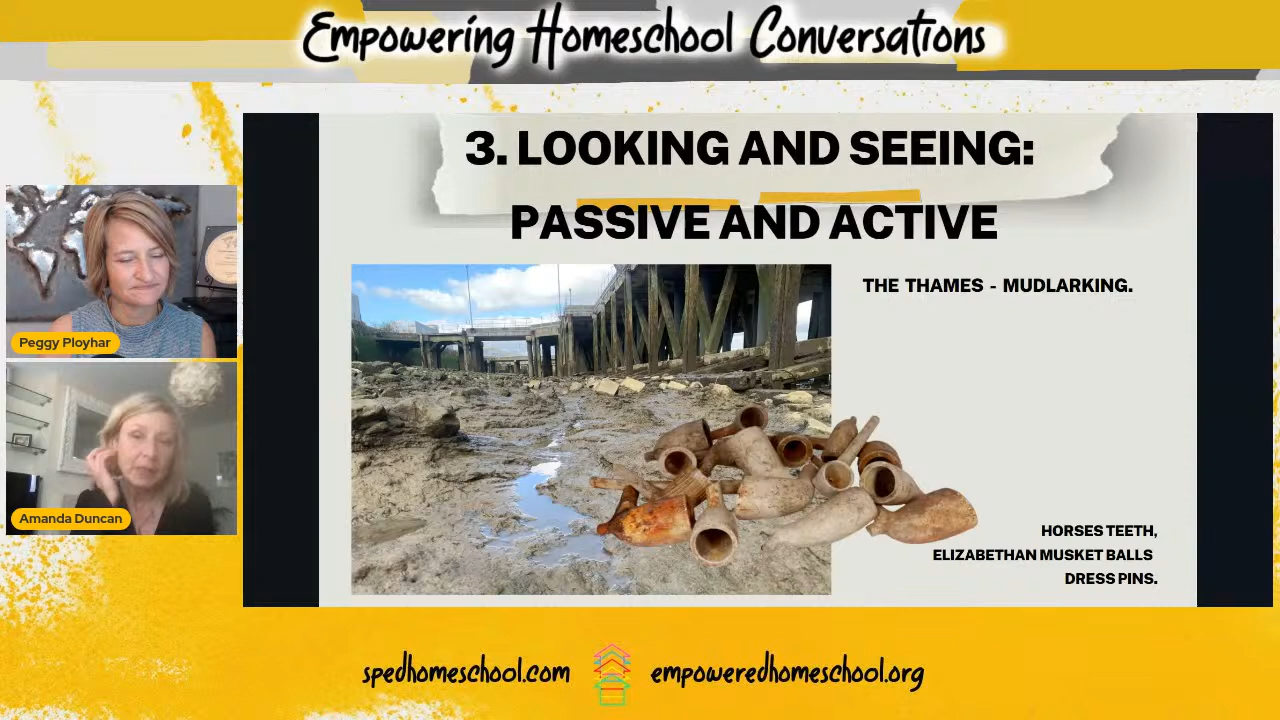 Empowering Homeschool Conversations
3. LOOKING AND SEEING:
PASSIVE AND ACTIVE
THE THAMES - MUDLARKING.
HORSES TEETH,
ELIZABETHAN MUSKET BALLS
DRESS PINS.
Peggy Ployhar
Amanda Duncan
spedhomeschool.com
empoweredhomeschool.org